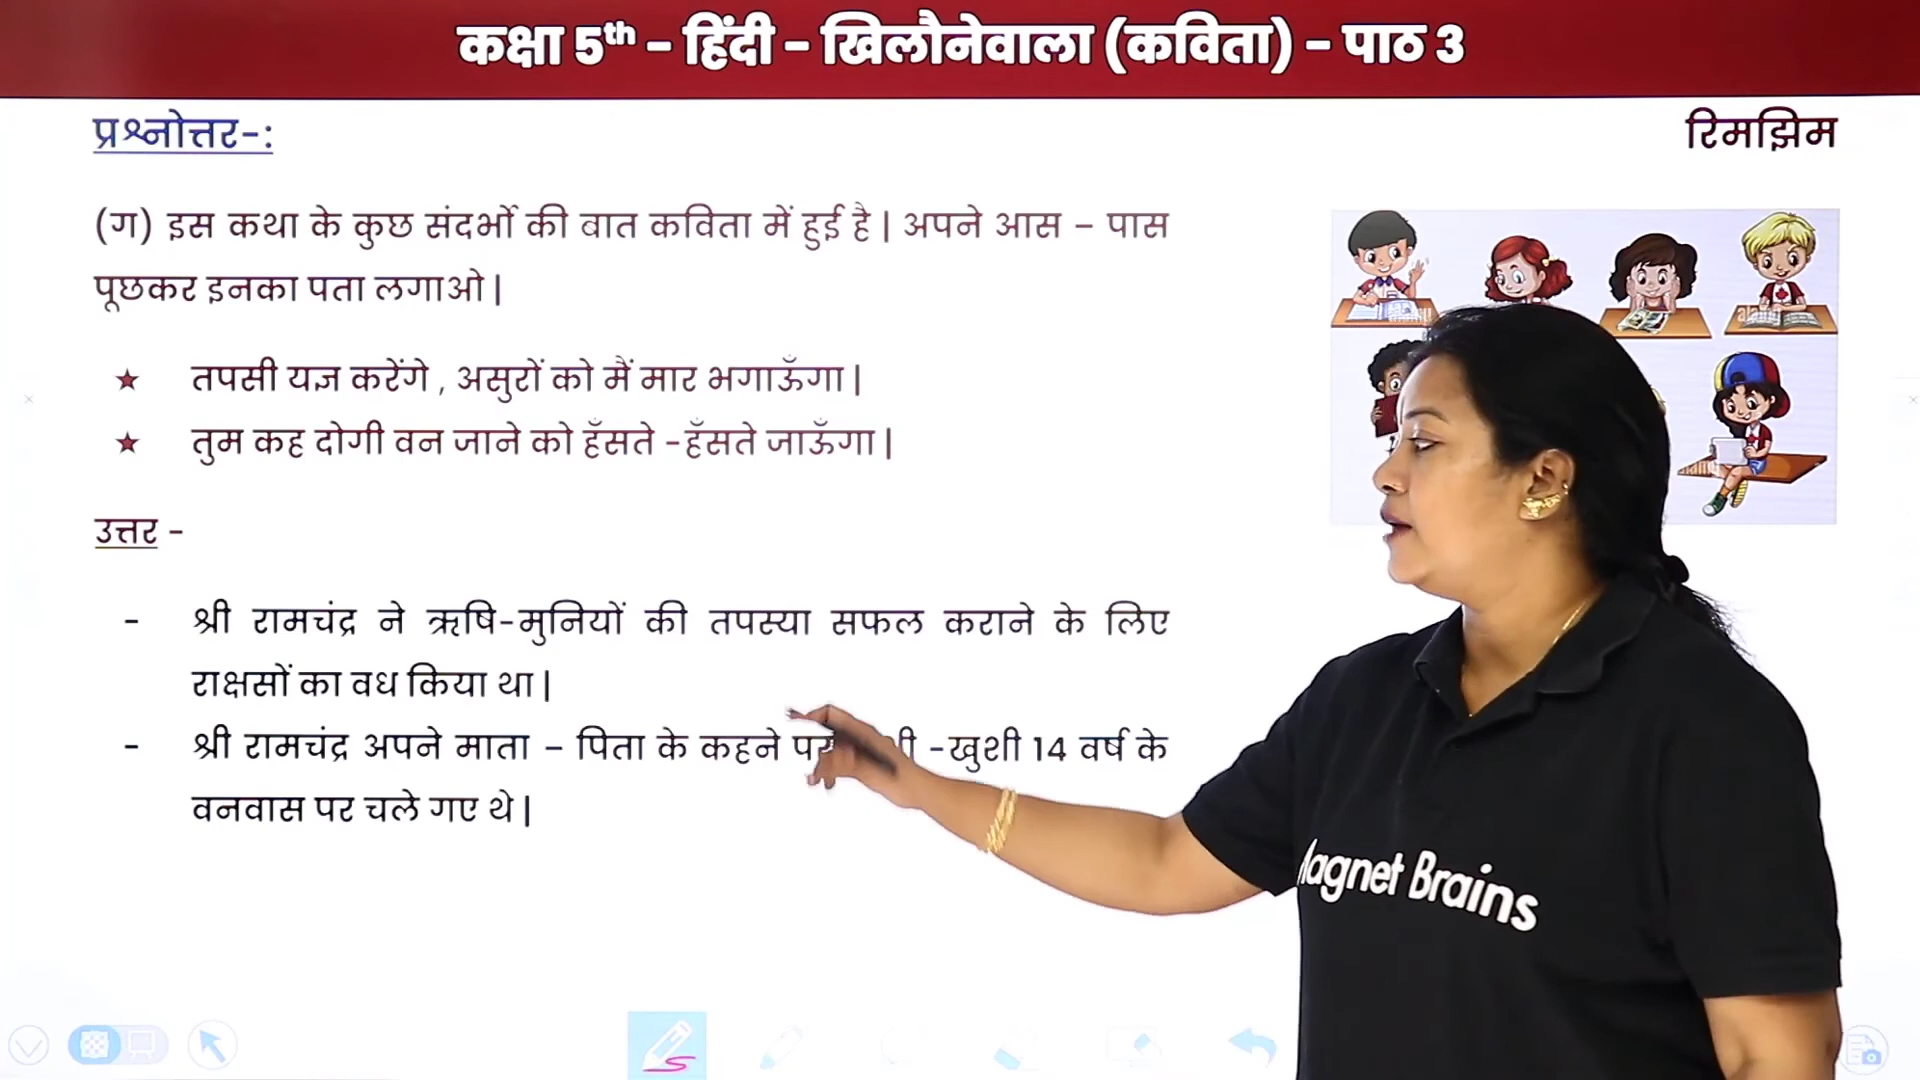 कक्षा 5th – हिंदी – खिलौनेवाला (कविता) – पाठ 3
प्रश्नोत्तर-:
रिमझिम
(ग) इस कथा के कुछ संदर्भो की बात कविता में हुई है | अपने आस – पास
पूछकर इनका पता लगाओ |
★ तपसी यज्ञ करेंगे , असुरों को मैं मार भगाऊँगा |
★ तुम कह दोगी वन जाने को हँसते -हँसते जाऊँगा |
उत्तर -
- श्री रामचंद्र ने ऋषि-मुनियों की तपस्या सफल कराने के लिए
राक्षसों का वध किया था |
- श्री रामचंद्र अपने माता – पिता के कहने पर -खुशी 14 वर्ष के
वनवास पर चले गए थे |
Magnet Brains